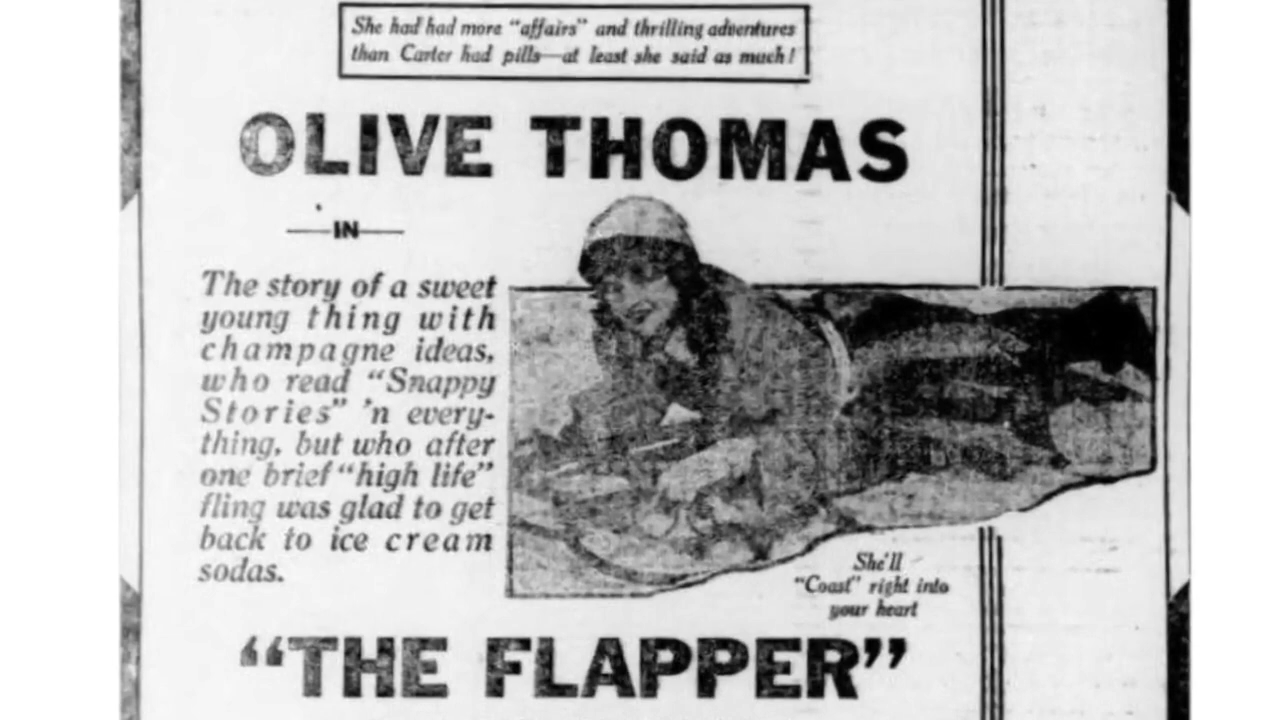 She had had more "affairs" and thrilling adventures
than Carter had pills—at least she said as much!
OLIVE THOMAS
IN
The story of a sweet
young thing with
champagne ideas,
who read "Snappy
Stories" 'n every-
thing, but who after
one brief "high life"
fling was glad to get
back to ice cream
sodas.
She'll
"Coast" right into
your heart
"THE FLAPPER"